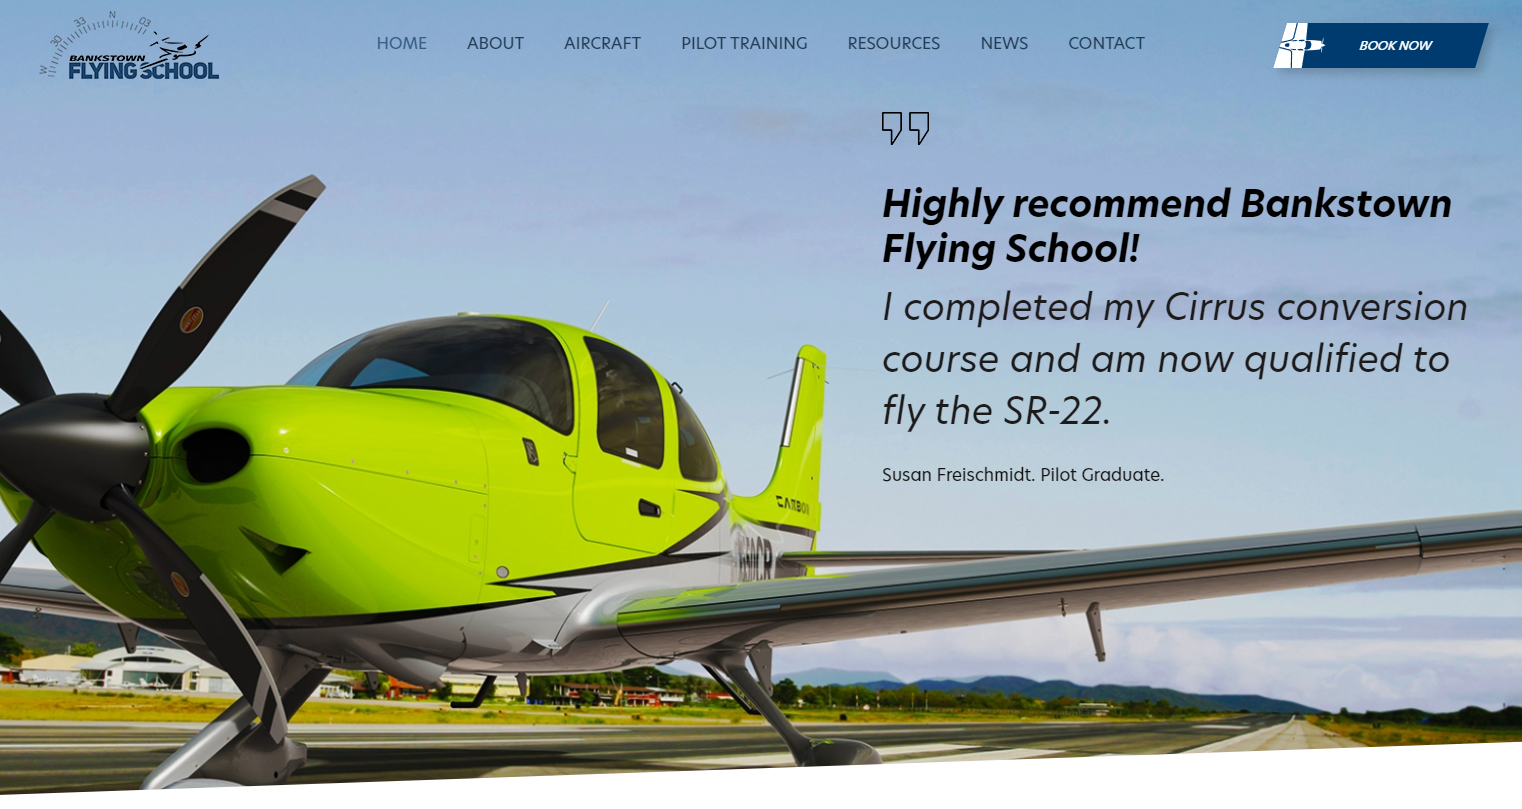 W 30 33 N 03
BANKSTOWN
FLYING SCHOOL
HOME ABOUT AIRCRAFT PILOT TRAINING RESOURCES NEWS CONTACT
BOOK NOW
Highly recommend Bankstown
Flying School!
I completed my Cirrus conversion
course and am now qualified to
fly the SR-22.
Susan Freischmidt. Pilot Graduate.
CARBON